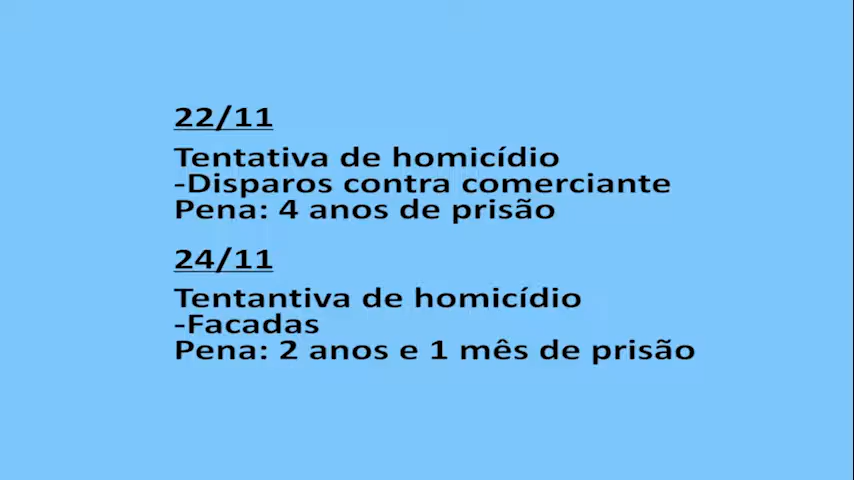 22/11
Tentativa de homicídio
-Disparos contra comerciante
Pena: 4 anos de prisão
24/11
Tentantiva de homicídio
-Facadas
Pena: 2 anos e 1 mês de prisão